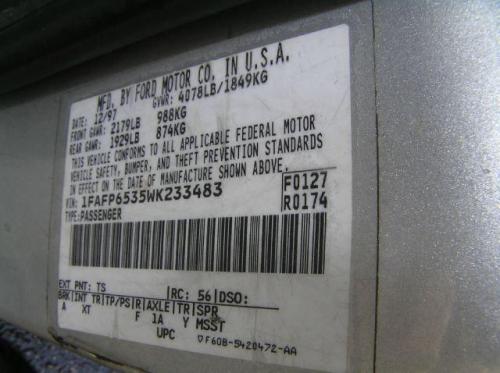 MFD. BY FORD MOTOR CO. IN U.S.A.
DATE: 12/97 GVWR: 4078LB/1849KG
FRONT GAWR: 2179LB 988KG
REAR GAWR: 1929LB 874KG
THIS VEHICLE CONFORMS TO ALL APPLICABLE FEDERAL MOTOR
VEHICLE SAFETY, BUMPER, AND THEFT PREVENTION STANDARDS
IN EFFECT ON THE DATE OF MANUFACTURE SHOWN ABOVE.
VIN: 1FAFP6535WK233483 F0127
TYPE: PASSENGER R0174
EXT PNT: TS RC: 56 DSO:
BRK INT TR TP/PS R AXLE TR SPR
A XT F 1A Y MSST
UPC F60B-5420472-AA